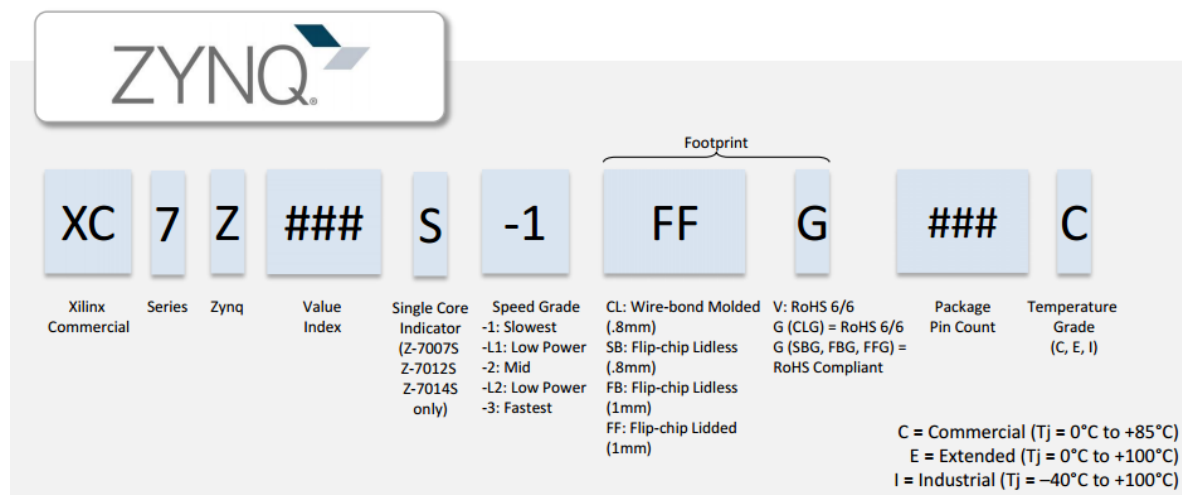 ZYNQ®
Footprint
XC 7 Z ### S -1 FF G ### C
Xilinx
Commercial
Series
Zynq
Value
Index
Single Core
Indicator
(Z-7007S
Z-7012S
Z-7014S
only)
Speed Grade
-1: Slowest
-L1: Low Power
-2: Mid
-L2: Low Power
-3: Fastest
CL: Wire-bond Molded
(.8mm)
SB: Flip-chip Lidless
(.8mm)
FB: Flip-chip Lidless
(1mm)
FF: Flip-chip Lidded
(1mm)
V: RoHS 6/6
G (CLG) = RoHS 6/6
G (SBG, FBG, FFG) =
RoHS Compliant
Package
Pin Count
Temperature
Grade
(C, E, I)
C = Commercial (Tj = 0°C to +85°C)
E = Extended (Tj = 0°C to +100°C)
I = Industrial (Tj = –40°C to +100°C)